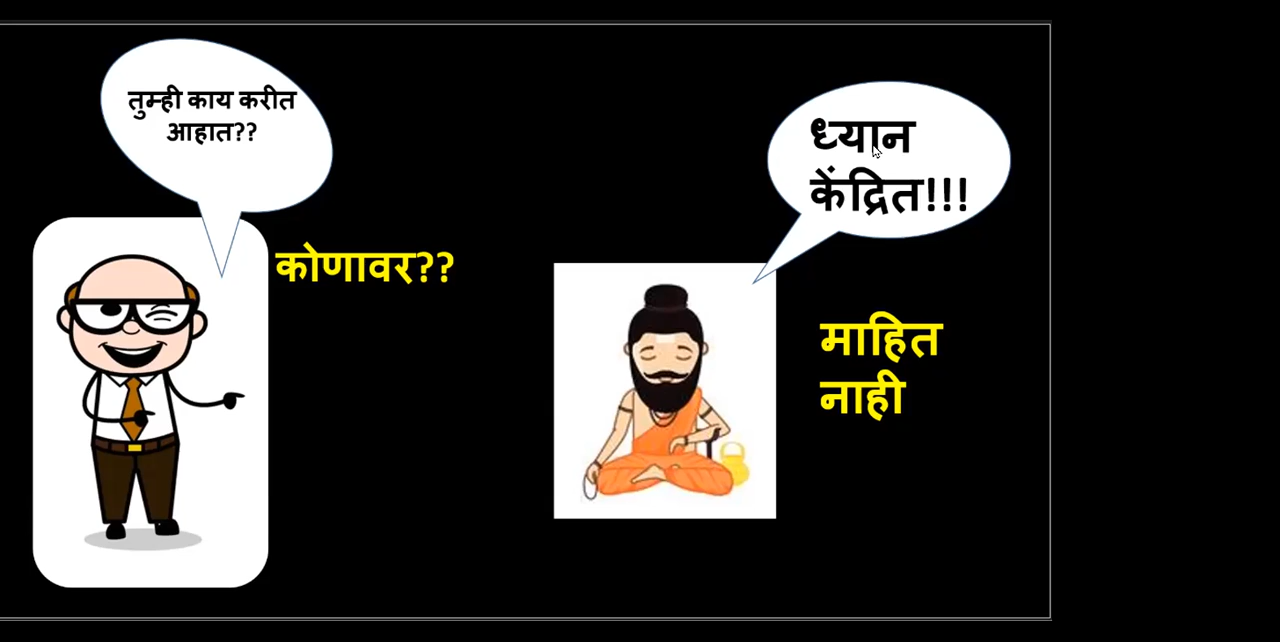 तुम्ही काय करीत
आहात??
ध्यान
केंद्रित!!!
कोणावर??
माहित
नाही